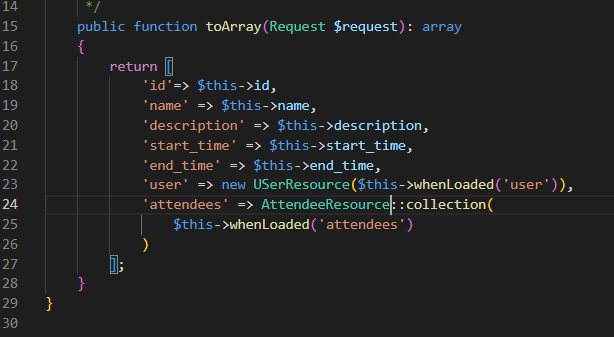 14      */
15     public function toArray(Request $request): array
16     {
17         return [
18             'id'=> $this->id,
19             'name' => $this->name,
20             'description' => $this->description,
21             'start_time' => $this->start_time,
22             'end_time' => $this->end_time,
23             'user' => new USerResource($this->whenLoaded('user')),
24             'attendees' => AttendeeResource::collection(
25                 $this->whenLoaded('attendees')
26             )
27         ];
28     }
29 }
30